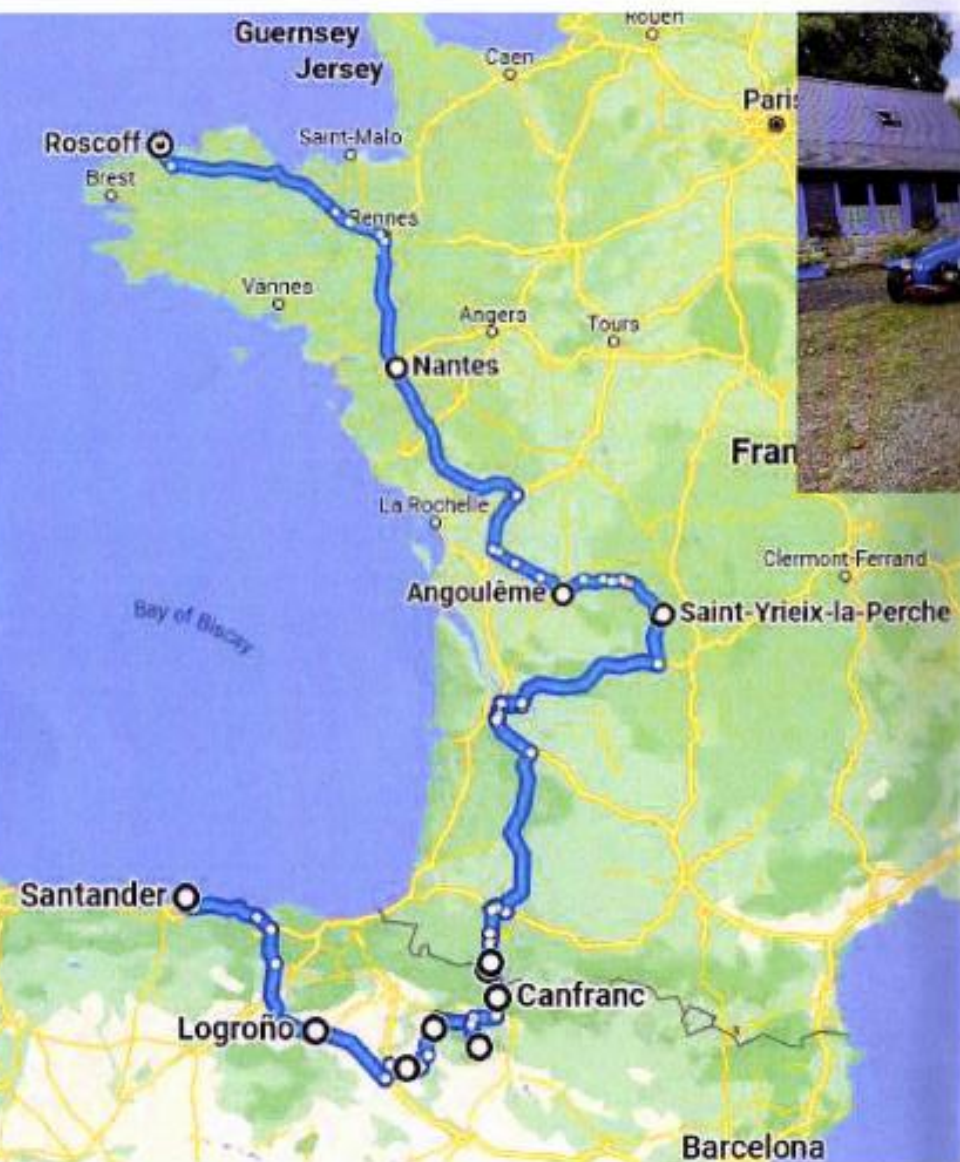 Rouen
Guernsey
Jersey
Caen
Paris
Roscoff
Saint-Malo
Brest
Rennes
Vannes
Angers
Tours
Nantes
Fran
La Rochelle
Clermont-Ferrand
Angoulême
Saint-Yrieix-la-Perche
Bay of Biscay
Santander
Canfranc
Logroño
Barcelona